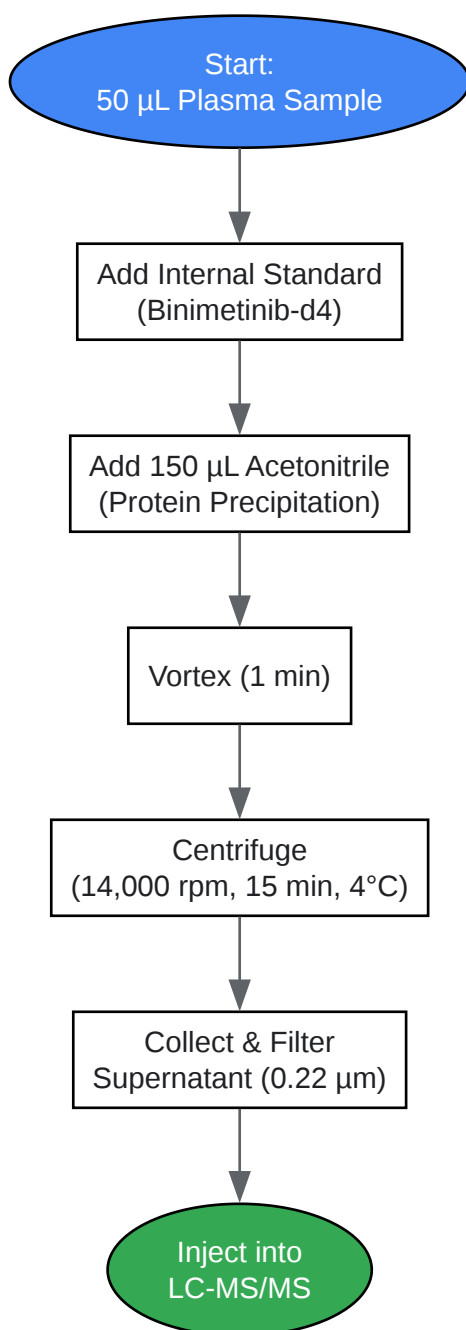 Start:
50 µL Plasma Sample
Add Internal Standard
(Binimetinib-d4)
Add 150 µL Acetonitrile
(Protein Precipitation)
Vortex (1 min)
Centrifuge
(14,000 rpm, 15 min, 4°C)
Collect & Filter
Supernatant (0.22 µm)
Inject into
LC-MS/MS